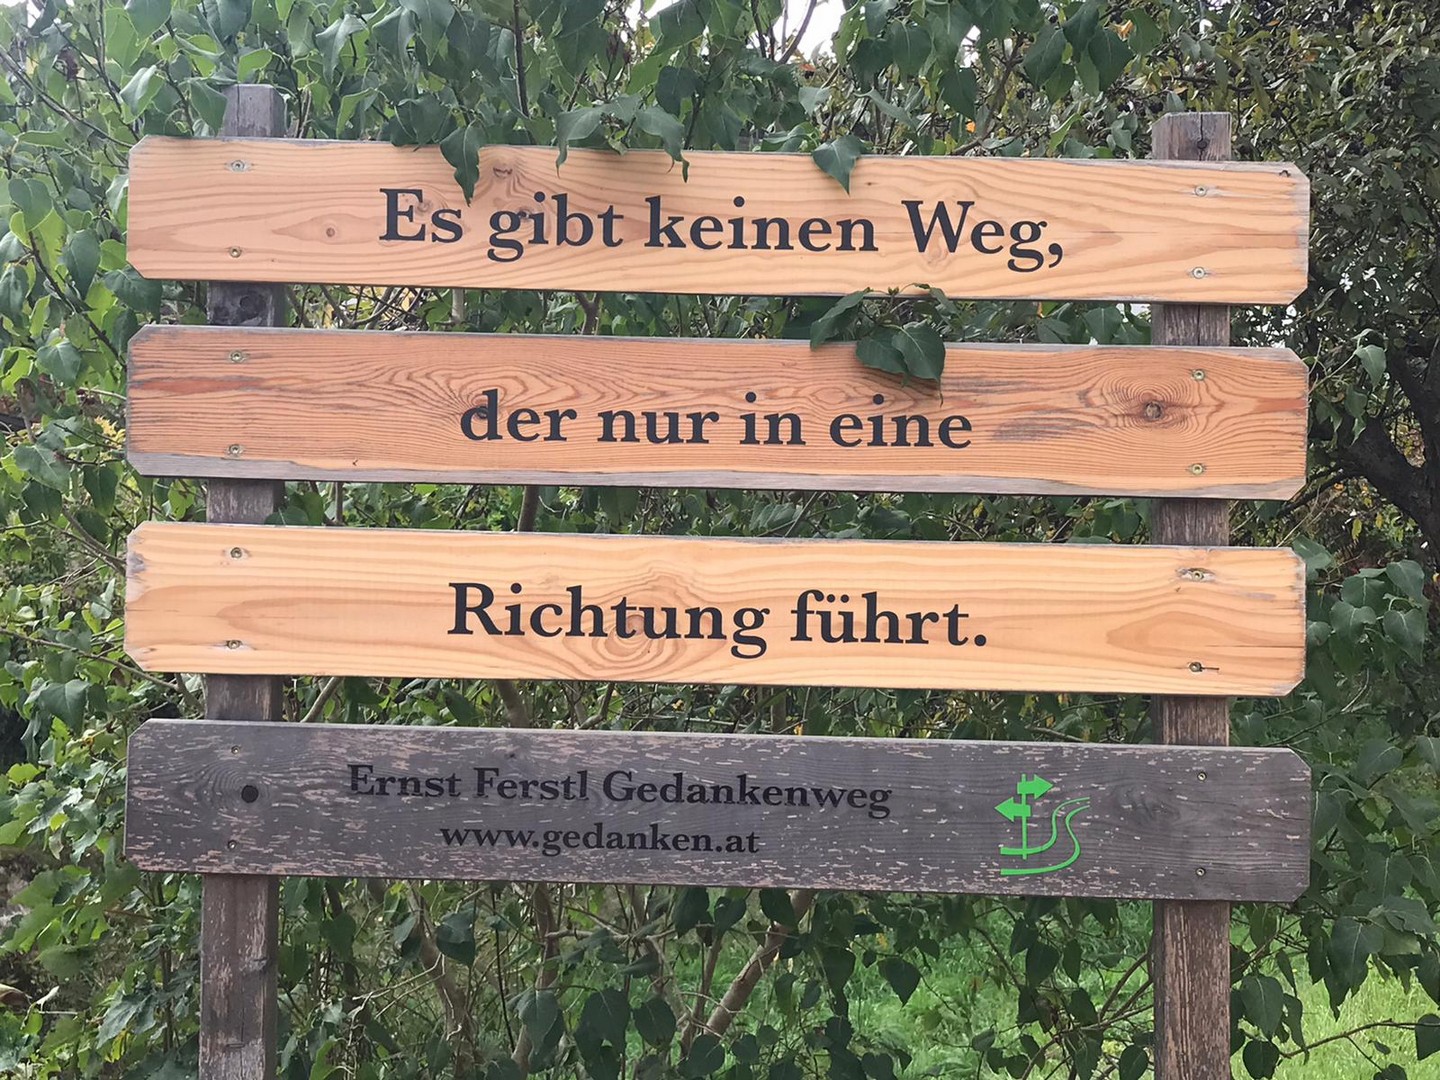 Es gibt keinen Weg,
der nur in eine
Richtung führt.
Ernst Ferstl Gedankenweg
www.gedanken.at